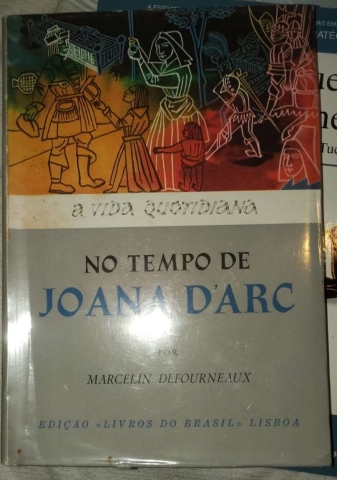 A VIDA QUOTIDIANA
NO TEMPO DE
JOANA D'ARC
POR
MARCELIN DEFOURNEAUX
EDIÇÃO «LIVROS DO BRASIL» LISBOA